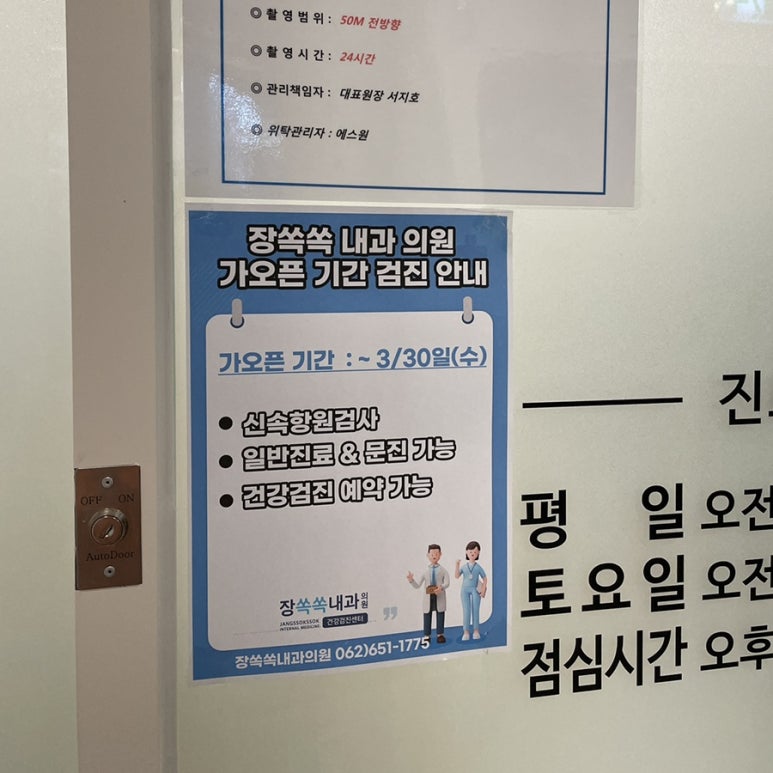 ◎ 촬 영 범 위 : 50M 전방향
◎ 촬 영 시 간 : 24시간
◎ 관리책임자 : 대표원장 서지호
◎ 위탁관리자 : 에스원
장쏙쏙 내과 의원
가오픈 기간 검진 안내
가오픈 기간 : ~ 3/30일(수)
● 신속항원검사
● 일반진료 & 문진 가능
● 건강검진 예약 가능
장쏙쏙내과의원
JANGSSOKSSOK
INTERNAL MEDICINE
건강검진센터
장쏙쏙내과의원 062)651-1775
OFF ON
AutoDoor
진
평 일 오전
토요일 오전
점심시간 오후